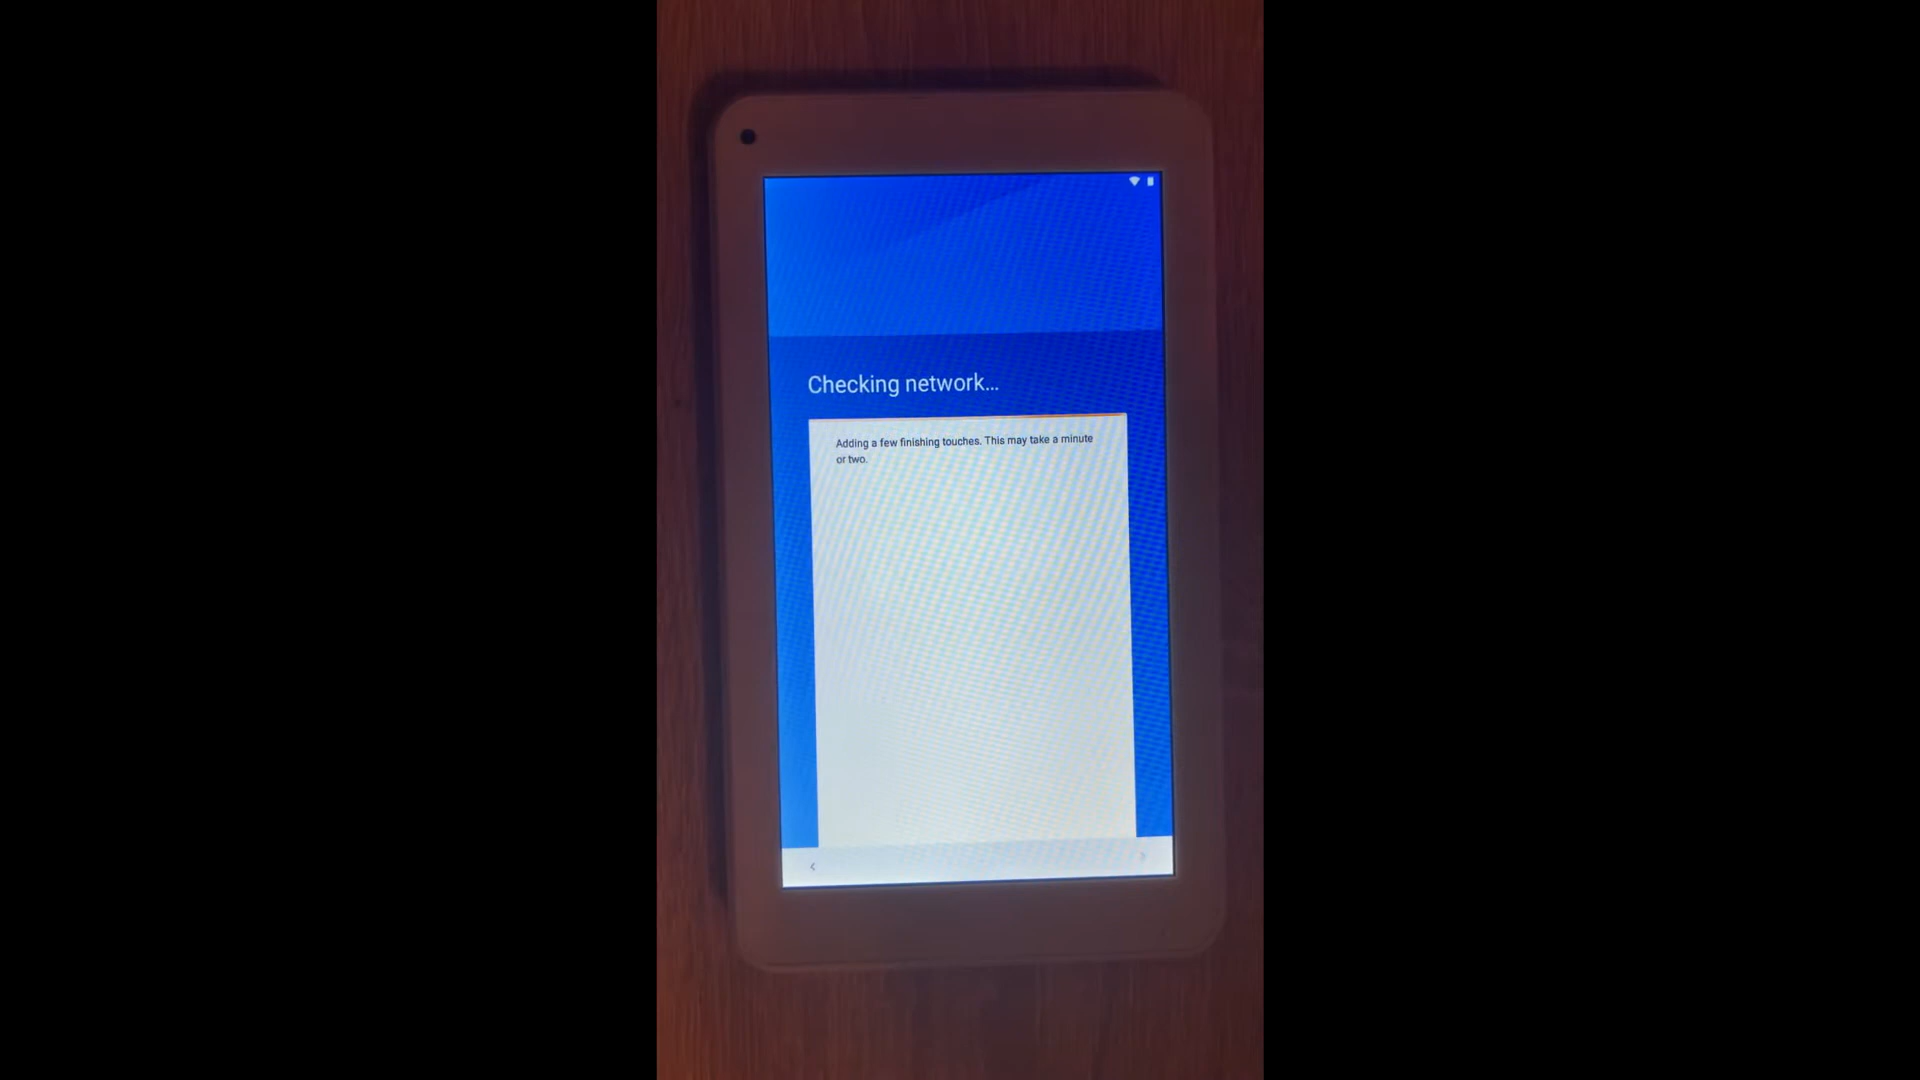 Checking network...
Adding a few finishing touches. This may take a minute
or two.